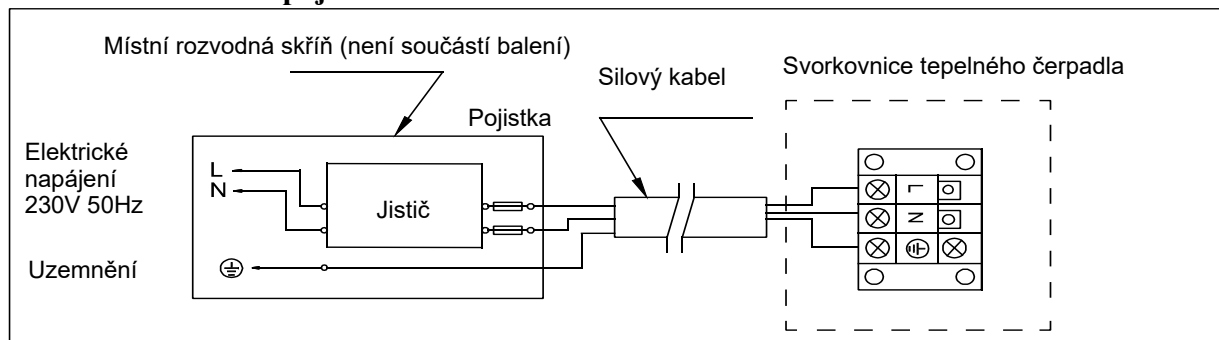 Místní rozvodná skříň (není součástí balení)
Silový kabel
Svorkovnice tepelného čerpadla
Pojistka
Elektrické
napájení
230V 50Hz
L
N
Jistič
L
N
Uzemnění